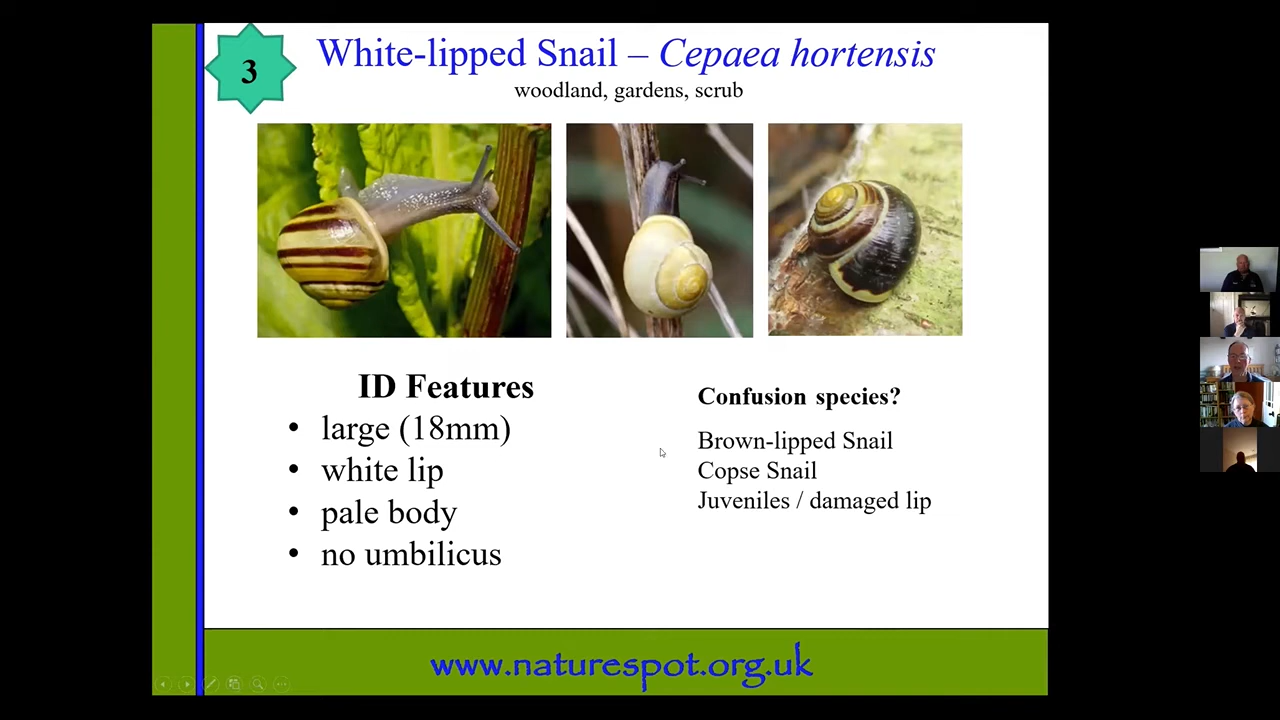 3
White-lipped Snail – Cepaea hortensis
woodland, gardens, scrub
ID Features
• large (18mm)
• white lip
• pale body
• no umbilicus
Confusion species?
Brown-lipped Snail
Copse Snail
Juveniles / damaged lip
www.naturespot.org.uk